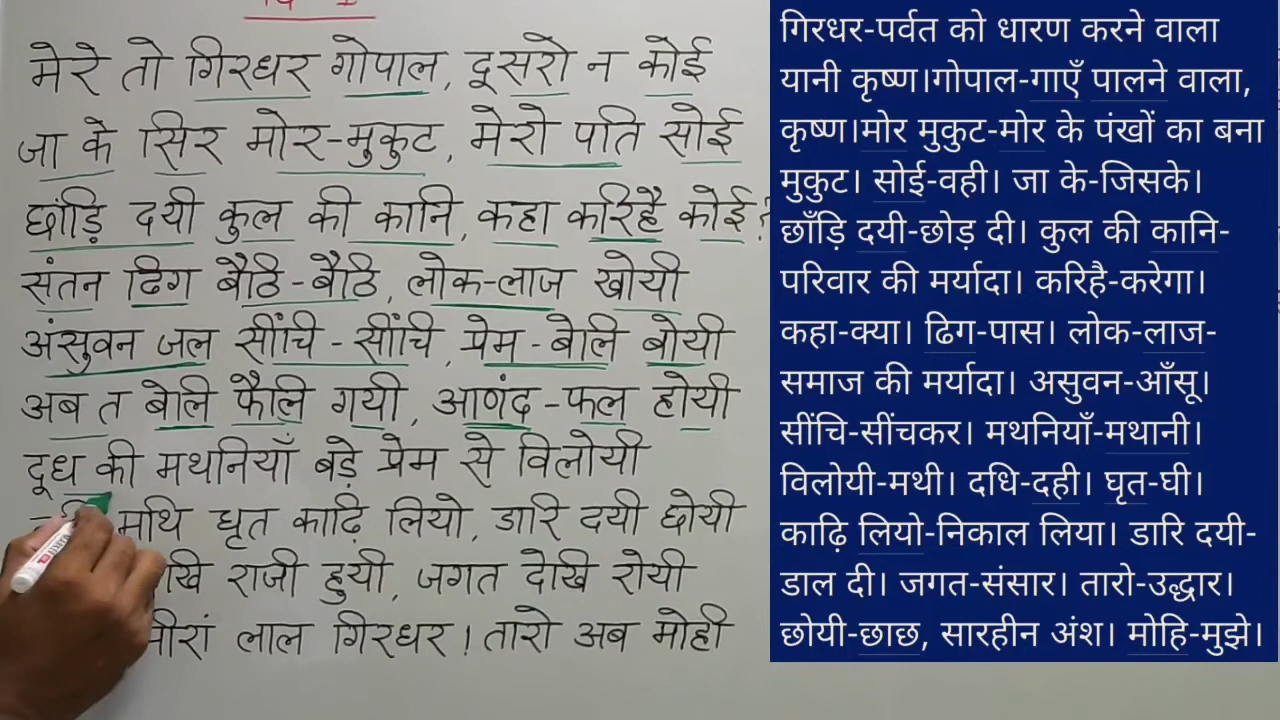 मेरे तो गिरधर गोपाल, दूसरो न कोई
जा के सिर मोर-मुकुट, मेरो पति सोई
छांड़ि दयी कुल की कानि, कहा करिहै कोई?
संतन ढिग बैठि-बैठि, लोक-लाज खोयी
अंसुवन जल सींचि-सींचि, प्रेम-बेलि बोयी
अब त बेलि फैलि गयी, आणंद-फल होयी
दूध की मथनियाँ बड़े प्रेम से विलोयी
मथि घृत काढ़ि लियो, डारि दयी छोयी
राजी हुयी, जगत देखि रोयी
मीरां लाल गिरधर! तारो अब मोही
गिरधर-पर्वत को धारण करने वाला
यानी कृष्ण।गोपाल-गाएँ पालने वाला,
कृष्ण।मोर मुकुट-मोर के पंखों का बना
मुकुट। सोई-वही। जा के-जिसके।
छाँड़ि दयी-छोड़ दी। कुल की कानि-
परिवार की मर्यादा। करिहै-करेगा।
कहा-क्या। ढिग-पास। लोक-लाज-
समाज की मर्यादा। असुवन-आँसू।
सींचि-सींचकर। मथनियाँ-मथानी।
विलोयी-मथी। दधि-दही। घृत-घी।
काढ़ि लियो-निकाल लिया। डारि दयी-
डाल दी। जगत-संसार। तारो-उद्धार।
छोयी-छाछ, सारहीन अंश। मोहि-मुझे।